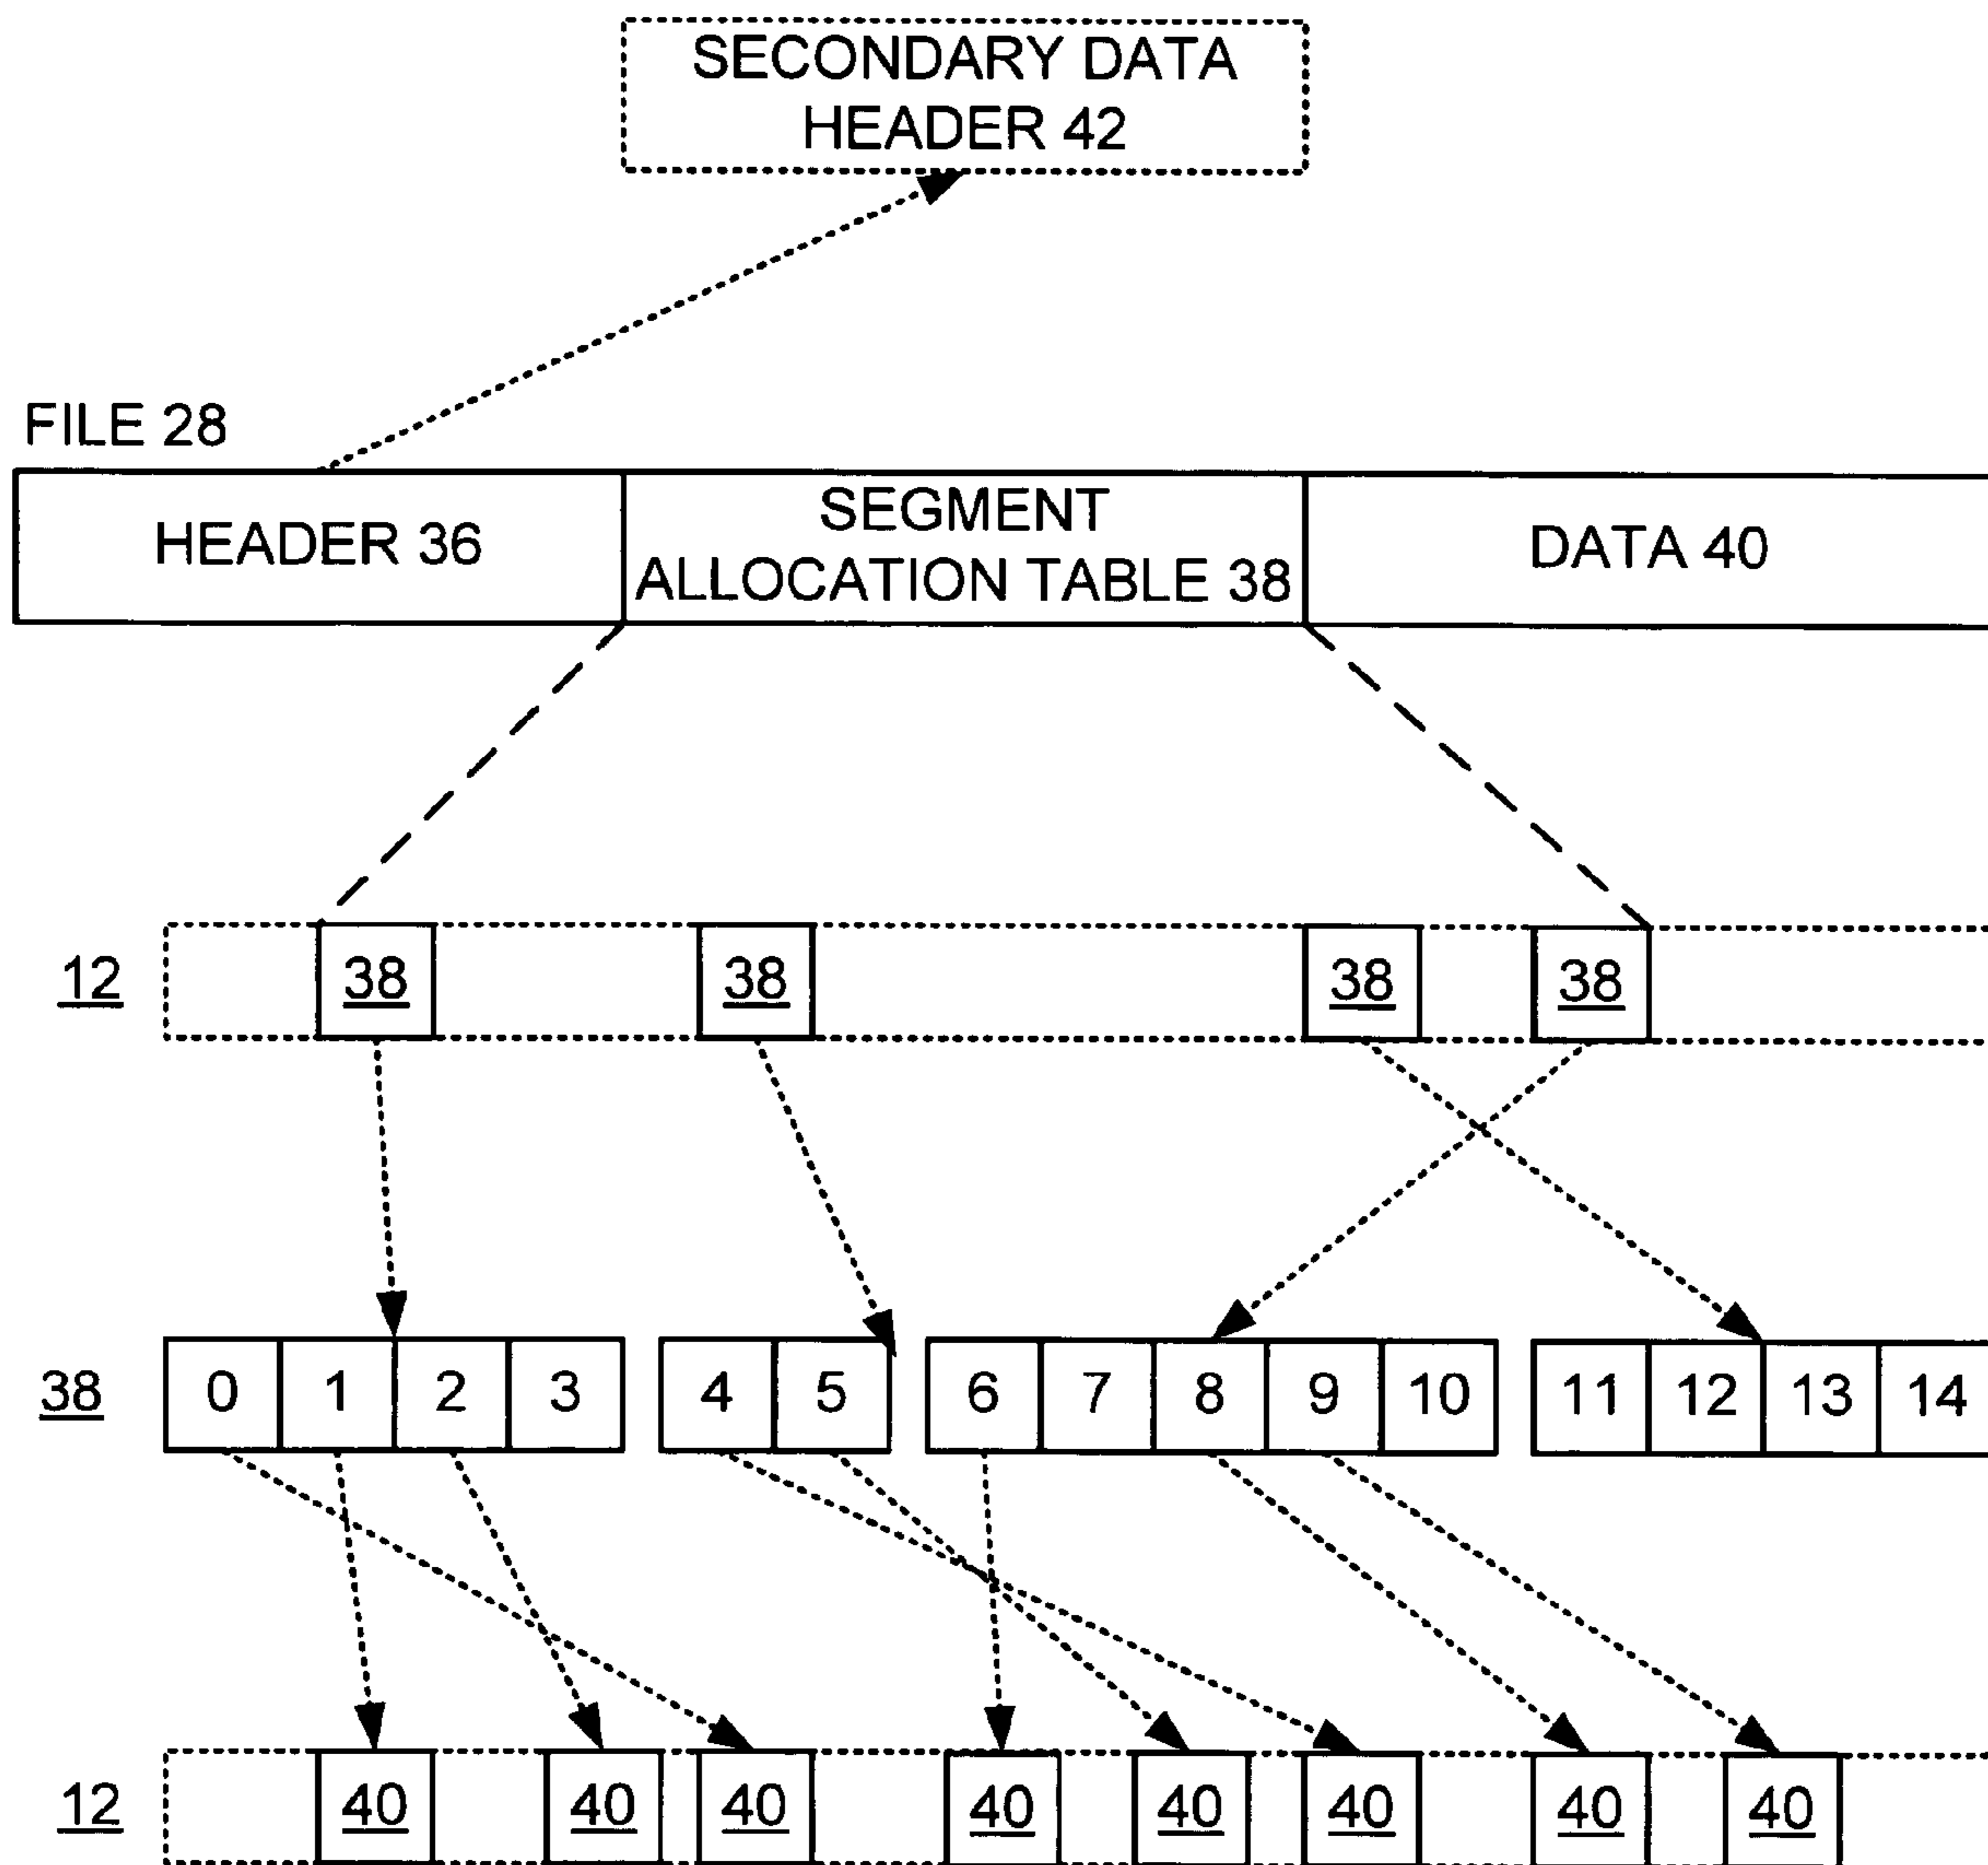 SECONDARY DATA
HEADER 42
FILE 28
HEADER 36
SEGMENT
ALLOCATION TABLE 38
DATA 40
12 38 38 38 38
38 0 1 2 3 4 5 6 7 8 9 10 11 12 13 14
12 40 40 40 40 40 40 40 40